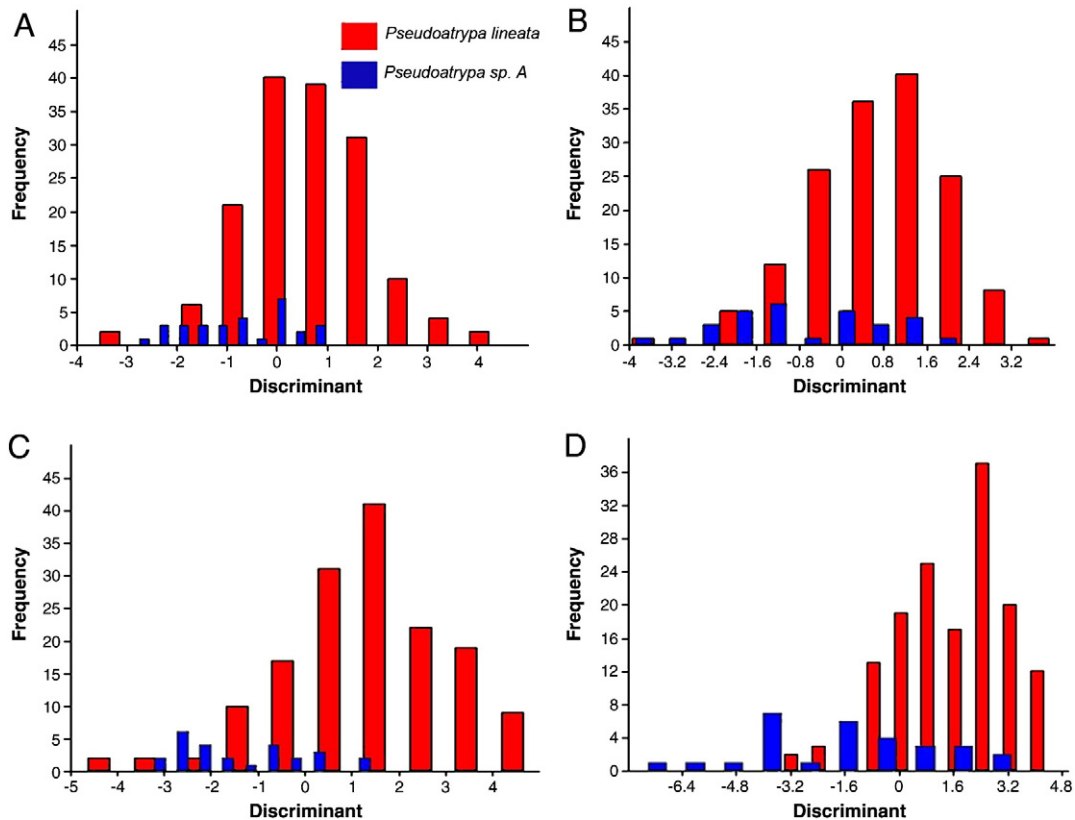 A
Pseudoatrypa lineata
Pseudoatrypa sp. A
Frequency
45
40
35
30
25
20
15
10
5
0
-4 -3 -2 -1 0 1 2 3 4
Discriminant
B
Frequency
45
40
35
30
25
20
15
10
5
0
-4 -3.2 -2.4 -1.6 -0.8 0 0.8 1.6 2.4 3.2
Discriminant
C
Frequency
45
40
35
30
25
20
15
10
5
0
-5 -4 -3 -2 -1 0 1 2 3 4
Discriminant
D
Frequency
36
32
28
24
20
16
12
8
4
0
-6.4 -4.8 -3.2 -1.6 0 1.6 3.2 4.8
Discriminant